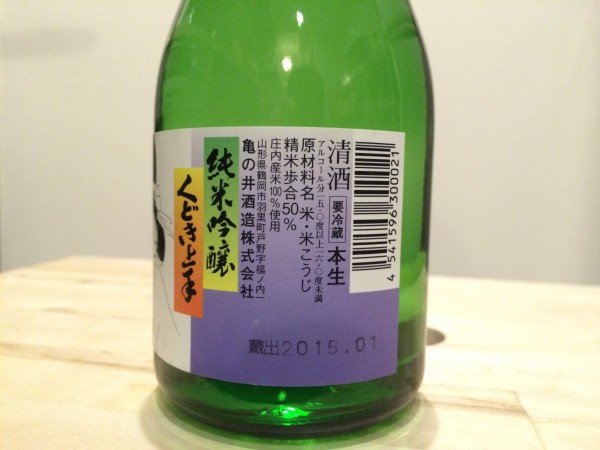 清酒 要冷蔵 本生
アルコール分 一五・〇度以上一六・〇度未満
原材料名 米・米こうじ
精米歩合50%
庄内産米100%使用
山形県鶴岡市羽黒町戸野字福ノ内一
亀の井酒造株式会社
純米吟醸
くどき上手
4 541596 300021
蔵出2015.01